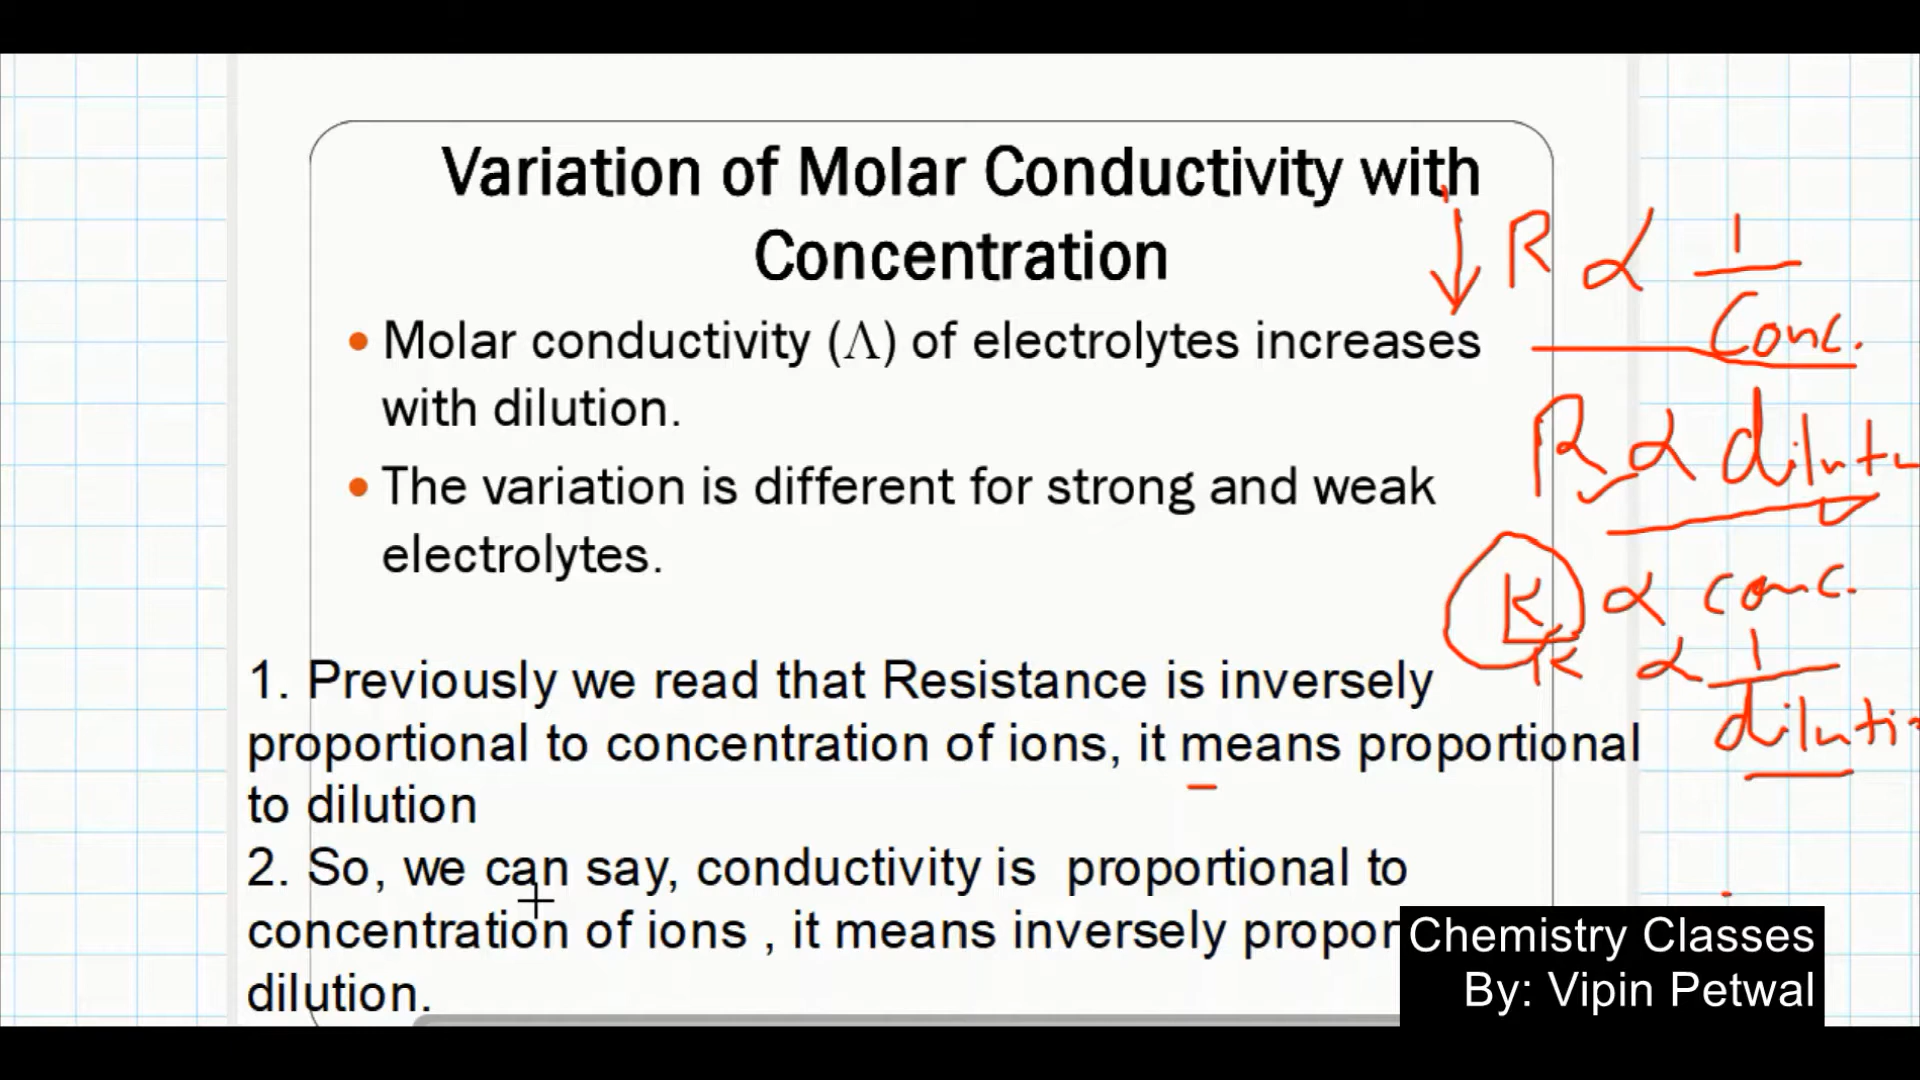 Variation of Molar Conductivity with
Concentration
• Molar conductivity (Λ) of electrolytes increases
with dilution.
• The variation is different for strong and weak
electrolytes.
1. Previously we read that Resistance is inversely
proportional to concentration of ions, it means proportional
to dilution
2. So, we can say, conductivity is proportional to
concentration of ions , it means inversely propor
dilution.
↓ R ∝ 1
Conc.
R ∝ dilut
K ∝ conc.
K ∝ 1
diluti
Chemistry Classes
By: Vipin Petwal